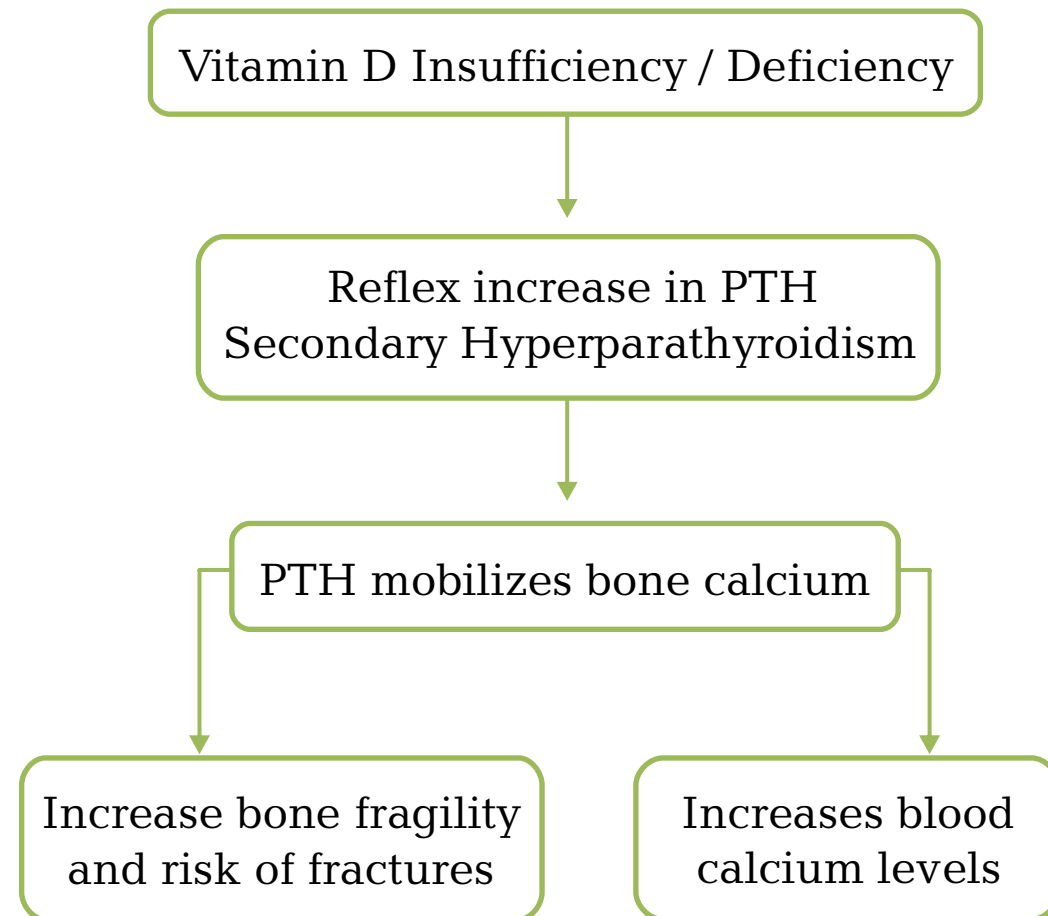 Vitamin D Insufficiency / Deficiency
Reflex increase in PTH
Secondary Hyperparathyroidism
PTH mobilizes bone calcium
Increase bone fragility
and risk of fractures
Increases blood
calcium levels